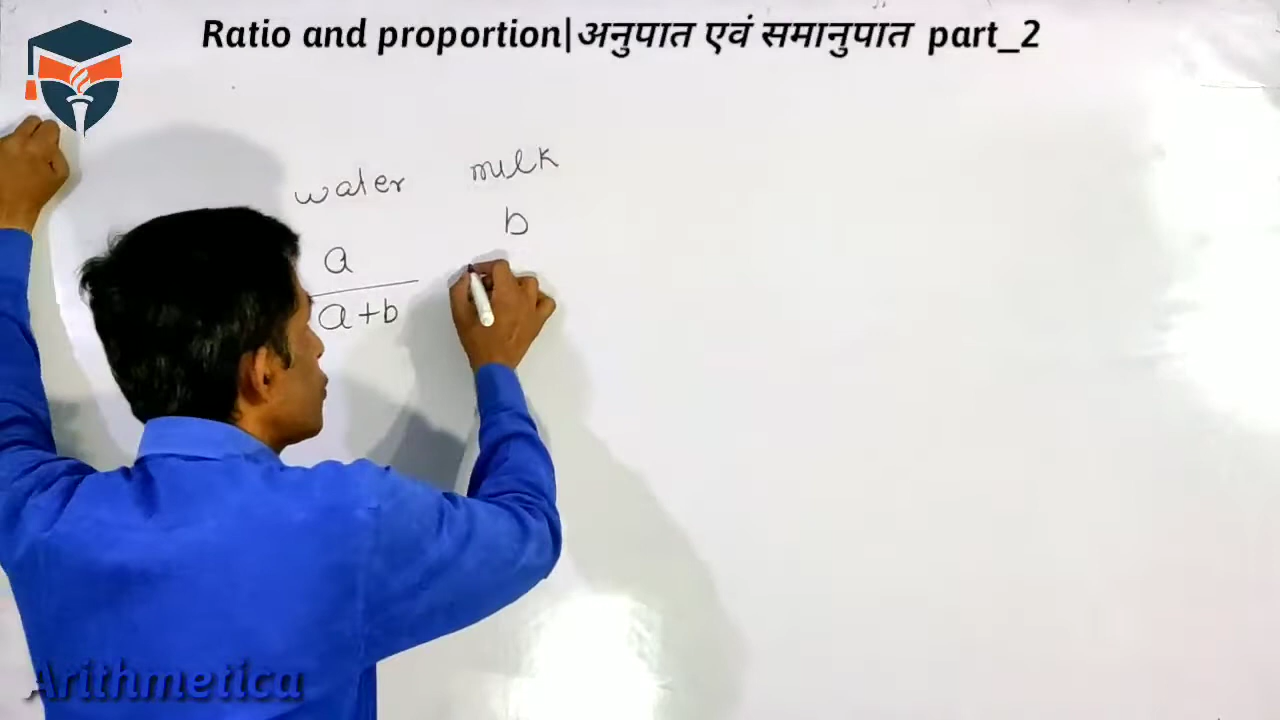 Ratio and proportion|अनुपात एवं समानुपात part_2
water milk
a b
a+b
Arithmetica